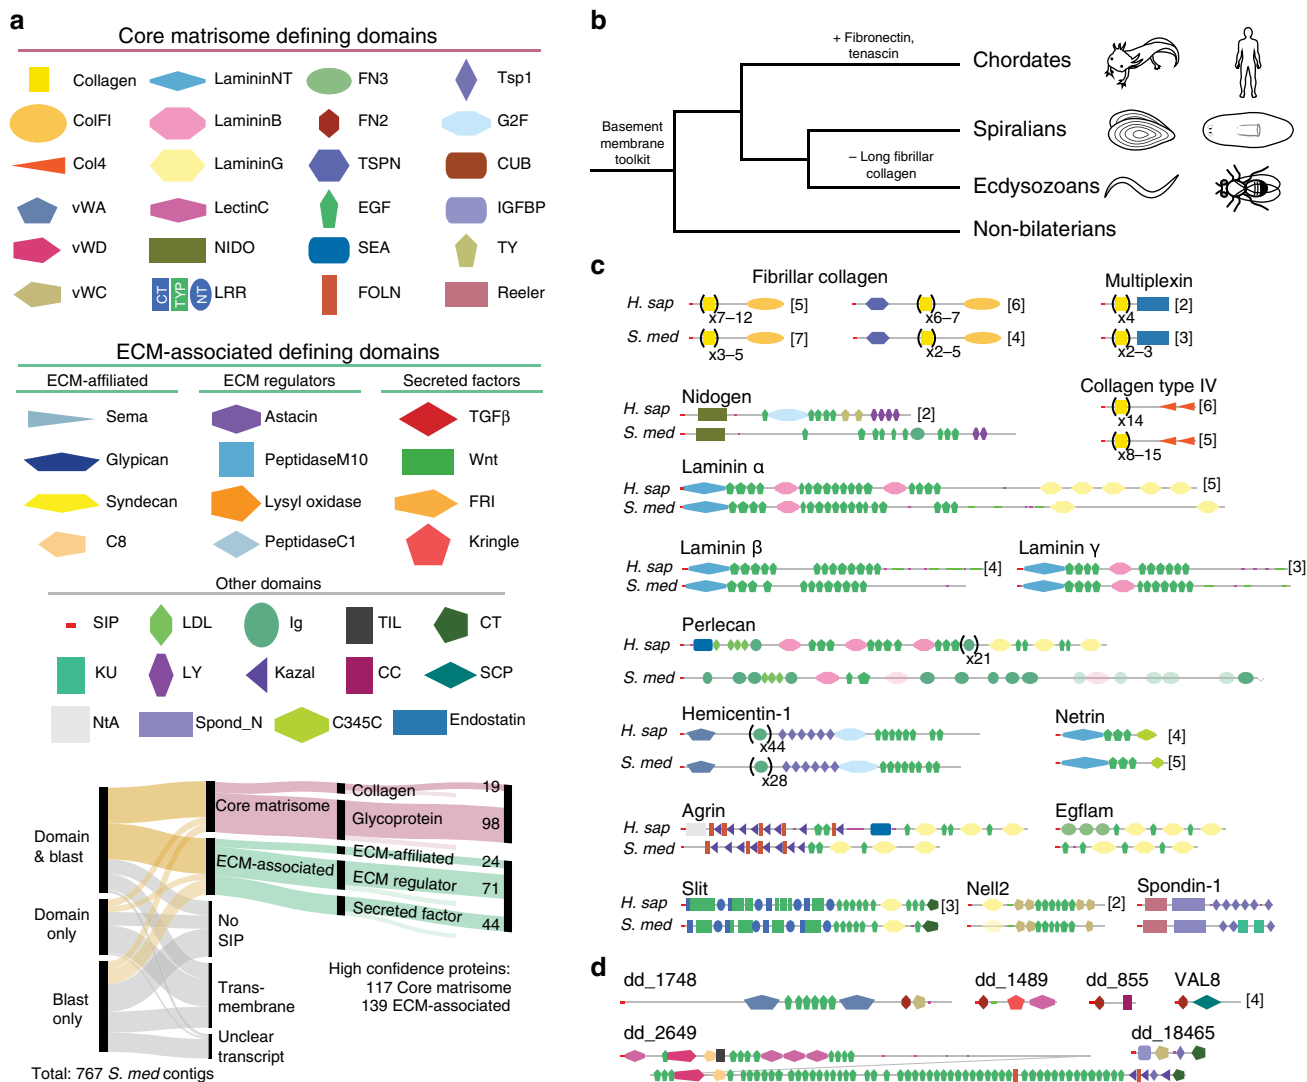 a
Core matrisome defining domains
Collagen
LamininNT
FN3
Tsp1
ColFI
LamininB
FN2
G2F
Col4
LamininG
TSPN
CUB
vWA
LectinC
EGF
IGFBP
vWD
NIDO
SEA
TY
vWC
CT TYP NT LRR
FOLN
Reeler
ECM-associated defining domains
ECM-affiliated
ECM regulators
Secreted factors
Sema
Astacin
TGFβ
Glypican
PeptidaseM10
Wnt
Syndecan
Lysyl oxidase
FRI
C8
PeptidaseC1
Kringle
Other domains
SIP
LDL
Ig
TIL
CT
KU
LY
Kazal
CC
SCP
NtA
Spond_N
C345C
Endostatin
Domain
& blast
Domain
only
Blast
only
Core matrisome
ECM-associated
No
SIP
Trans-
membrane
Unclear
transcript
Collagen
19
Glycoprotein
98
ECM-affiliated
24
ECM regulator
71
Secreted factor
44
High confidence proteins:
117 Core matrisome
139 ECM-associated
Total: 767 S. med contigs
b
Basement
membrane
toolkit
+ Fibronectin,
tenascin
– Long fibrillar
collagen
Chordates
Spiralians
Ecdysozoans
Non-bilaterians
c
Fibrillar collagen
H. sap
x7–12
[5]
x6–7
[6]
S. med
x3–5
[7]
x2–5
[4]
Multiplexin
x4
[2]
x2–3
[3]
Nidogen
H. sap
[2]
S. med
Collagen type IV
x14
[6]
x8–15
[5]
Laminin α
H. sap
[5]
S. med
Laminin β
H. sap
[4]
S. med
Laminin γ
[3]
Perlecan
H. sap
x21
S. med
Hemicentin-1
H. sap
x44
S. med
x28
Netrin
[4]
[5]
Agrin
H. sap
S. med
Egflam
Slit
H. sap
[3]
S. med
Nell2
[2]
Spondin-1
d
dd_1748
dd_1489
dd_855
VAL8
[4]
dd_2649
dd_18465